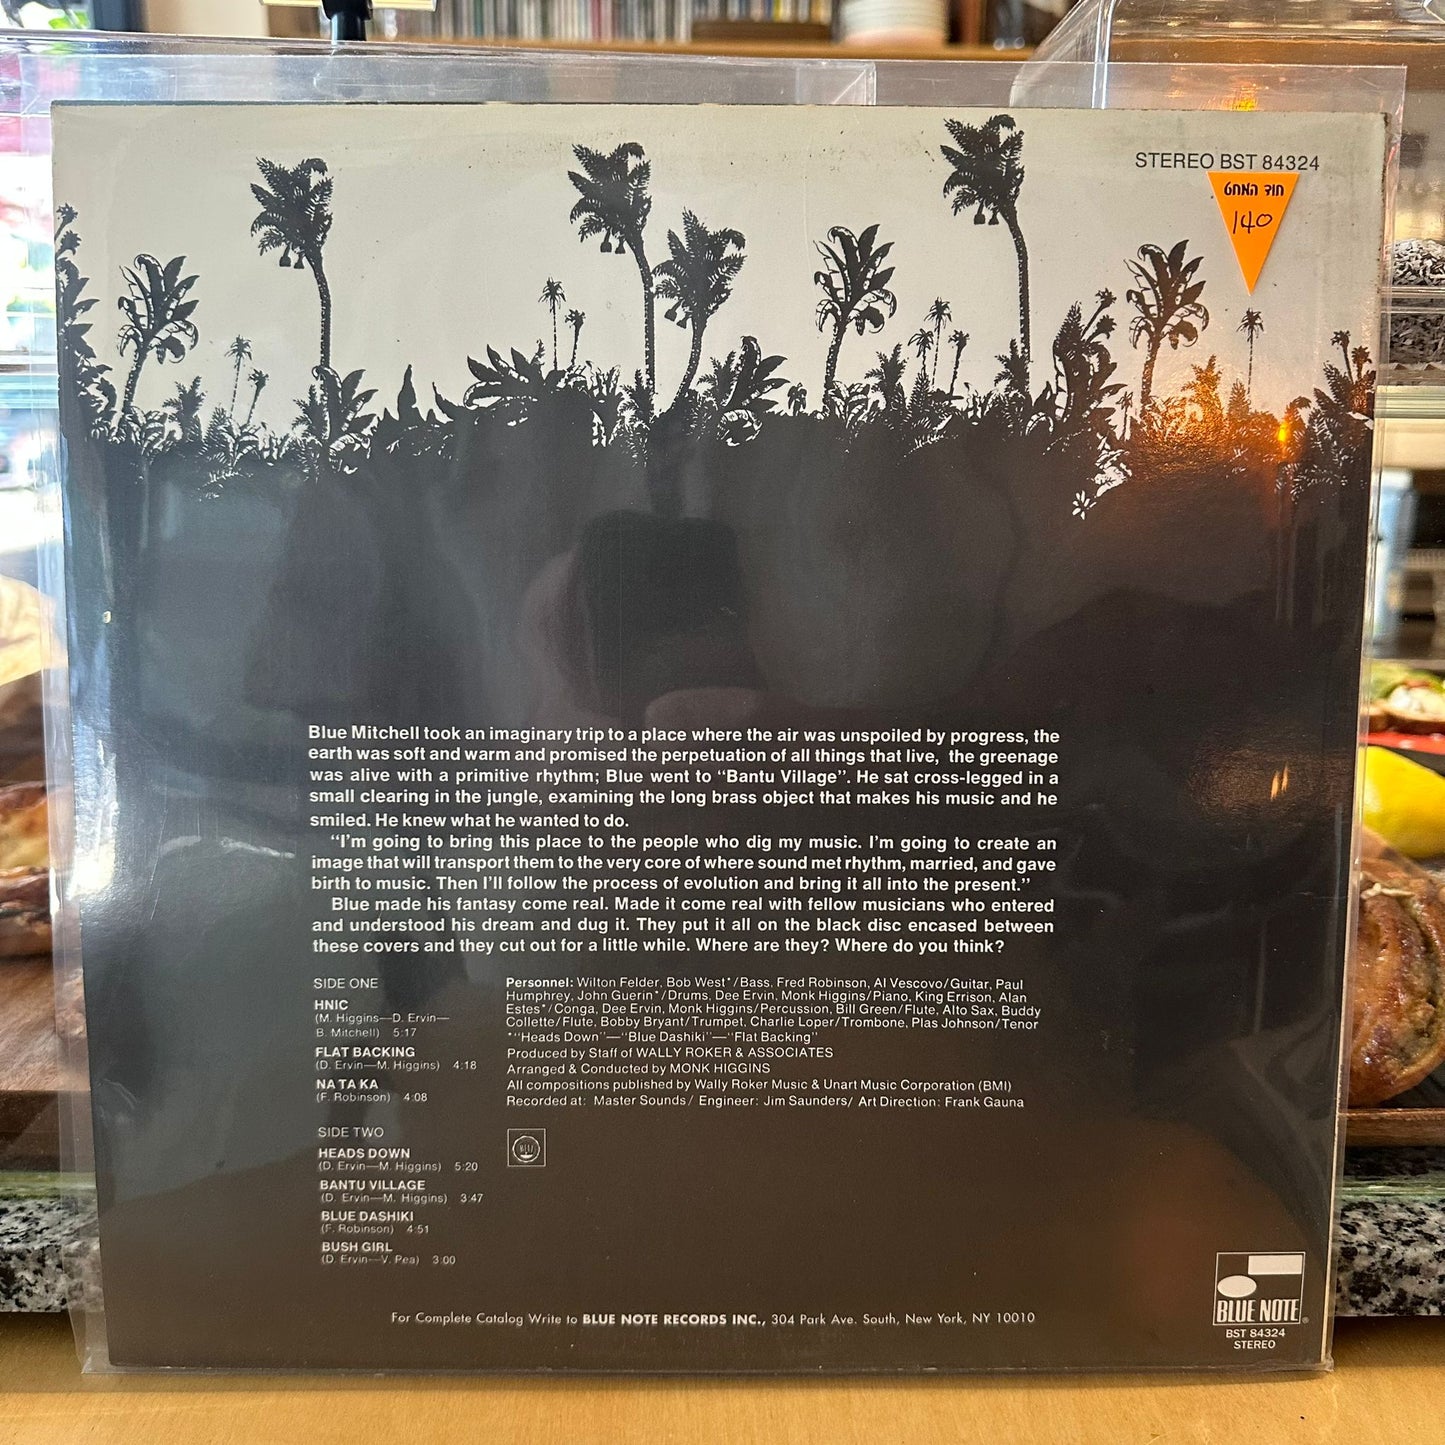 STEREO BST 84324
חוד המחט
140
Blue Mitchell took an imaginary trip to a place where the air was unspoiled by progress, the
earth was soft and warm and promised the perpetuation of all things that live, the greenage
was alive with a primitive rhythm; Blue went to "Bantu Village". He sat cross-legged in a
small clearing in the jungle, examining the long brass object that makes his music and he
smiled. He knew what he wanted to do.
"I'm going to bring this place to the people who dig my music. I'm going to create an
image that will transport them to the very core of where sound met rhythm, married, and gave
birth to music. Then I'll follow the process of evolution and bring it all into the present."
Blue made his fantasy come real. Made it come real with fellow musicians who entered
and understood his dream and dug it. They put it all on the black disc encased between
these covers and they cut out for a little while. Where are they? Where do you think?
SIDE ONE
HNIC
(M. Higgins—D. Ervin—
B. Mitchell) 5:17
FLAT BACKING
(D. Ervin—M. Higgins) 4:18
NA TA KA
(F. Robinson) 4:08
SIDE TWO
HEADS DOWN
(D. Ervin—M. Higgins) 5:20
BANTU VILLAGE
(D. Ervin—M. Higgins) 3:47
BLUE DASHIKI
(F. Robinson) 4:51
BUSH GIRL
(D. Ervin—V. Pea) 3:00
Personnel: Wilton Felder, Bob West*/Bass, Fred Robinson, Al Vescovo/Guitar, Paul
Humphrey, John Guerin*/Drums, Dee Ervin, Monk Higgins/Piano, King Errison, Alan
Estes*/Conga, Dee Ervin, Monk Higgins/Percussion, Bill Green/Flute, Alto Sax, Buddy
Collette/Flute, Bobby Bryant/Trumpet, Charlie Loper/Trombone, Plas Johnson/Tenor
*"Heads Down"—"Blue Dashiki"—"Flat Backing"
Produced by Staff of WALLY ROKER & ASSOCIATES
Arranged & Conducted by MONK HIGGINS
All compositions published by Wally Roker Music & Unart Music Corporation (BMI)
Recorded at: Master Sounds/ Engineer: Jim Saunders/ Art Direction: Frank Gauna
For Complete Catalog Write to BLUE NOTE RECORDS INC., 304 Park Ave. South, New York, NY 10010
BLUE NOTE®
BST 84324
STEREO